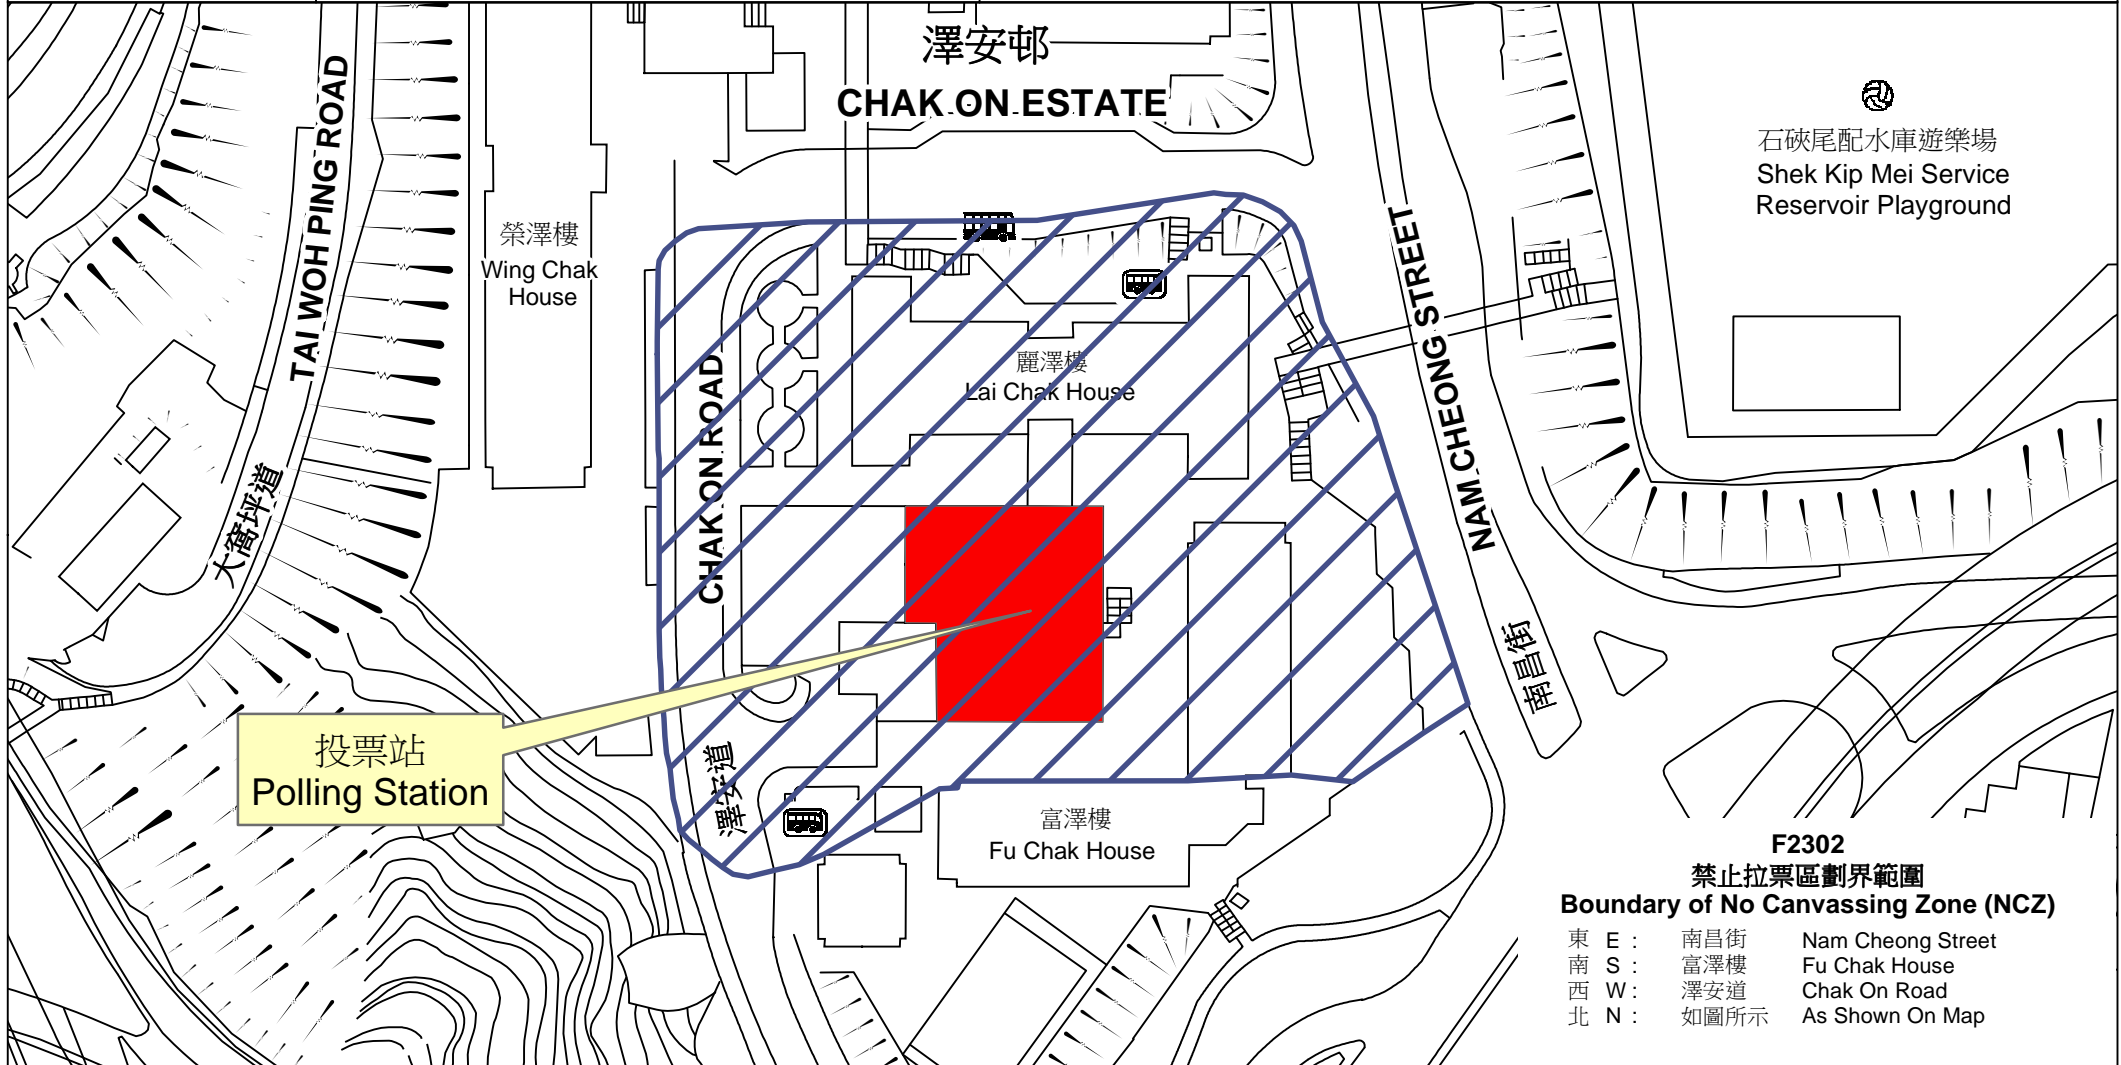 澤安邨
CHAK ON ESTATE
石硤尾配水庫遊樂場
Shek Kip Mei Service
Reservoir Playground
TAI WOH PING ROAD
大窩坪道
榮澤樓
Wing Chak
House
CHAK ON ROAD
澤安道
麗澤樓
Lai Chak House
NAM CHEONG STREET
南昌街
投票站
Polling Station
富澤樓
Fu Chak House
F2302
禁止拉票區劃界範圍
Boundary of No Canvassing Zone (NCZ)
東 E : 南昌街 Nam Cheong Street
南 S : 富澤樓 Fu Chak House
西 W : 澤安道 Chak On Road
北 N : 如圖所示 As Shown On Map